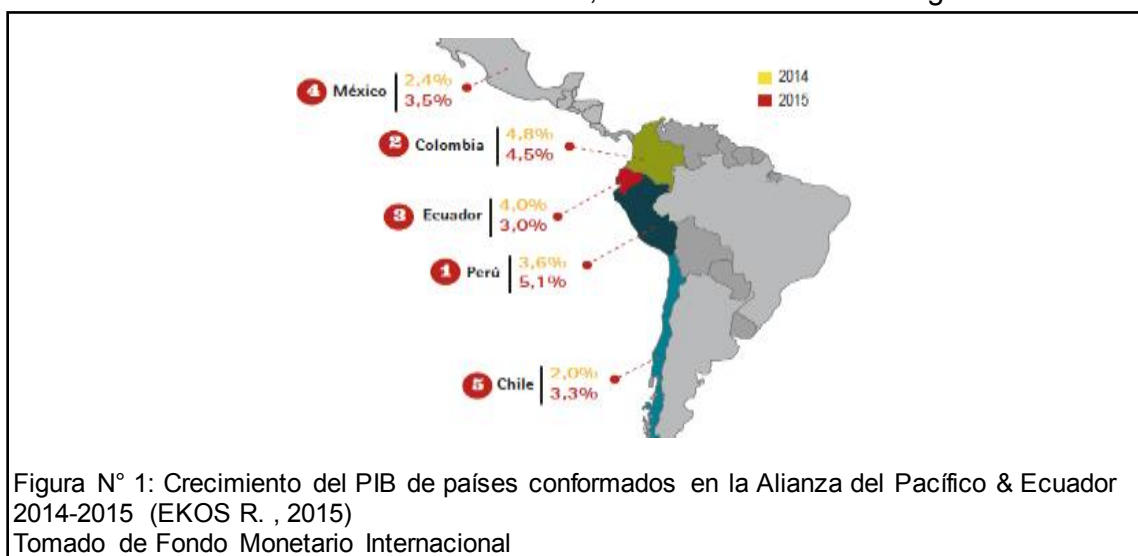 4 México 2,4%
3,5%
2014
2015
2 Colombia 4,8%
4,5%
3 Ecuador 4,0%
3,0%
1 Perú 3,6%
5,1%
5 Chile 2,0%
3,3%
Figura N° 1: Crecimiento del PIB de países conformados en la Alianza del Pacífico & Ecuador
2014-2015 (EKOS R. , 2015)
Tomado de Fondo Monetario Internacional